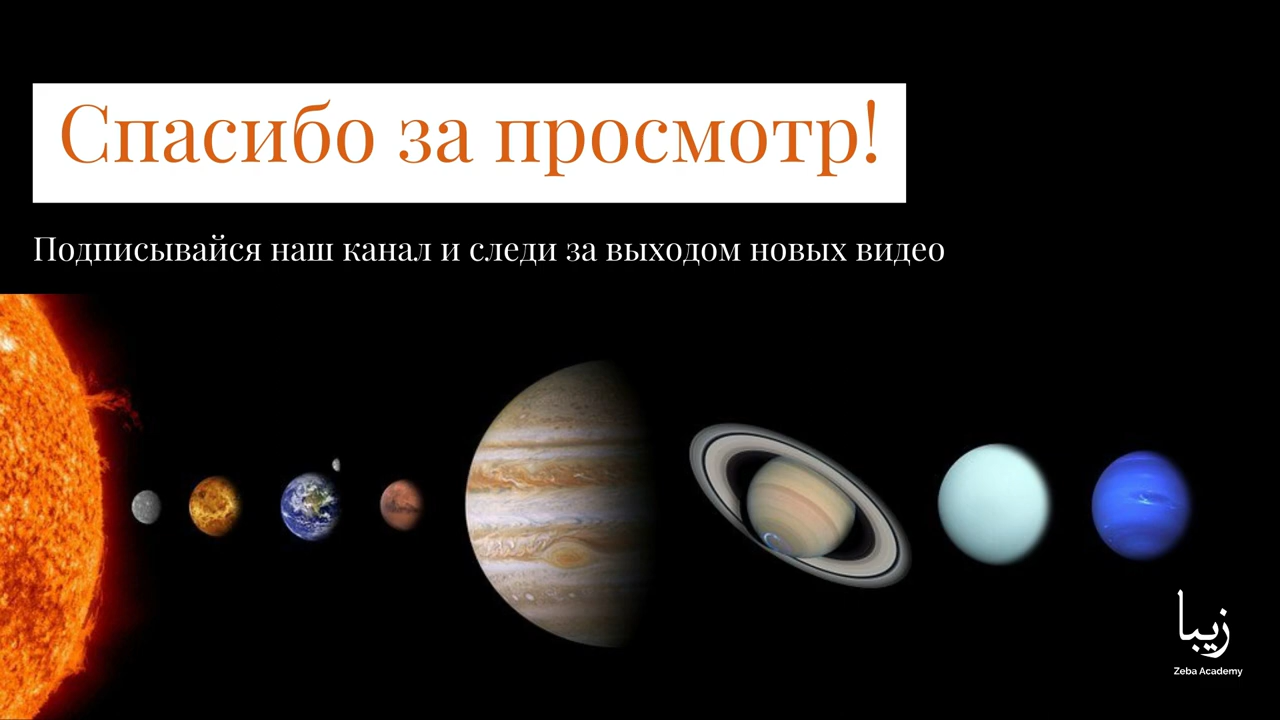 Спасибо за просмотр!
Подписывайся наш канал и следи за выходом новых видео
زيبا
Zeba Academy